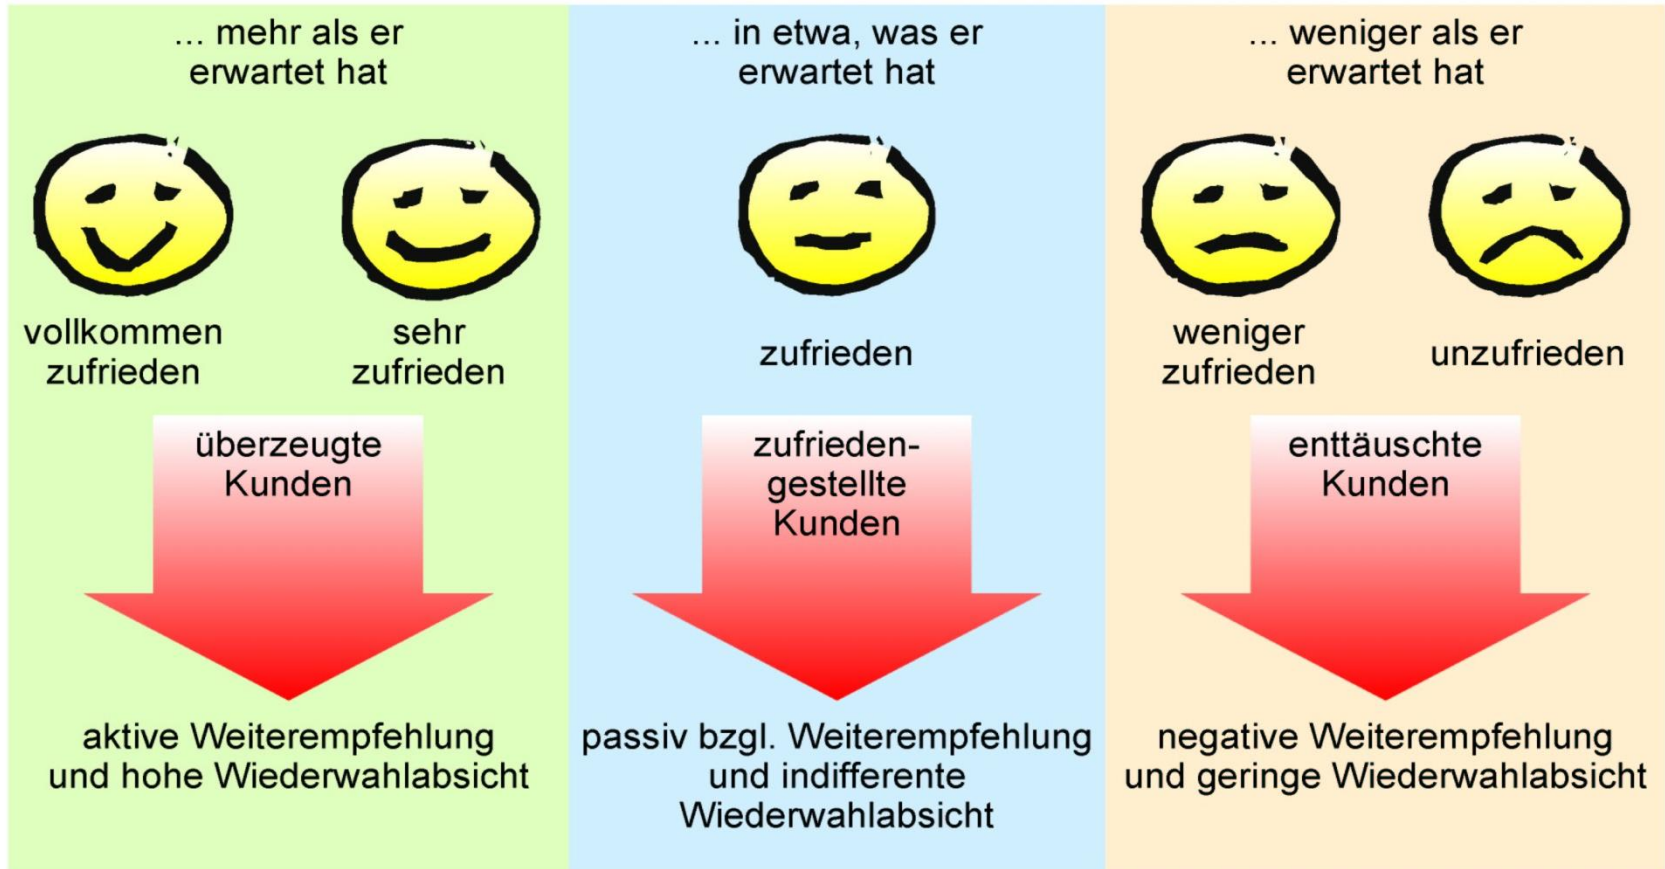 ... mehr als er
erwartet hat
vollkommen
zufrieden
sehr
zufrieden
überzeugte
Kunden
aktive Weiterempfehlung
und hohe Wiederwahlabsicht
... in etwa, was er
erwartet hat
zufrieden
zufrieden-
gestellte
Kunden
passiv bzgl. Weiterempfehlung
und indifferente
Wiederwahlabsicht
... weniger als er
erwartet hat
weniger
zufrieden
unzufrieden
enttäuschte
Kunden
negative Weiterempfehlung
und geringe Wiederwahlabsicht